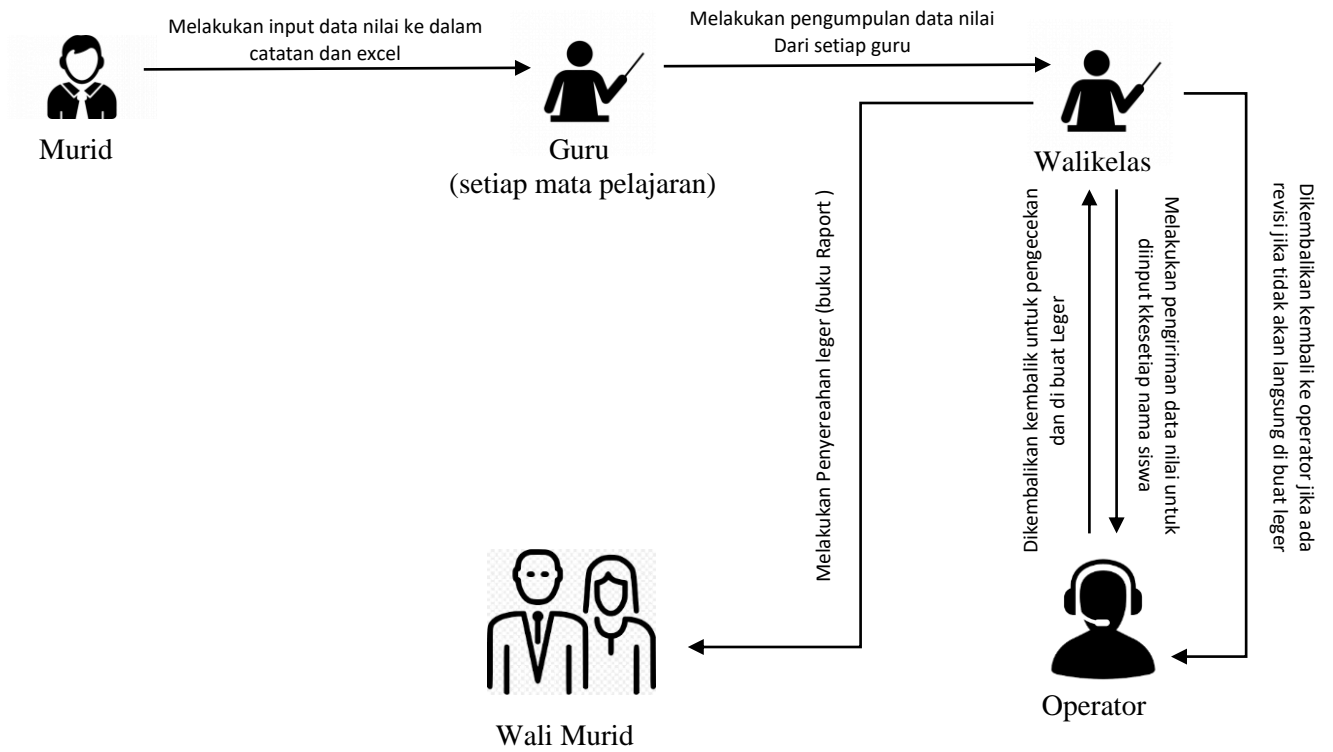 Melakukan input data nilai ke dalam
catatan dan excel
Melakukan pengumpulan data nilai
Dari setiap guru
Murid
Guru
(setiap mata pelajaran)
Walikelas
Melakukan Penyereahan leger (buku Raport )
Dikembalikan kembalik untuk pengecekan
dan di buat Leger
Melakukan pengiriman data nilai untuk
diinput kkesetiap nama siswa
Dikembalikan kembali ke operator jika ada
revisi jika tidak akan langsung di buat leger
Wali Murid
Operator